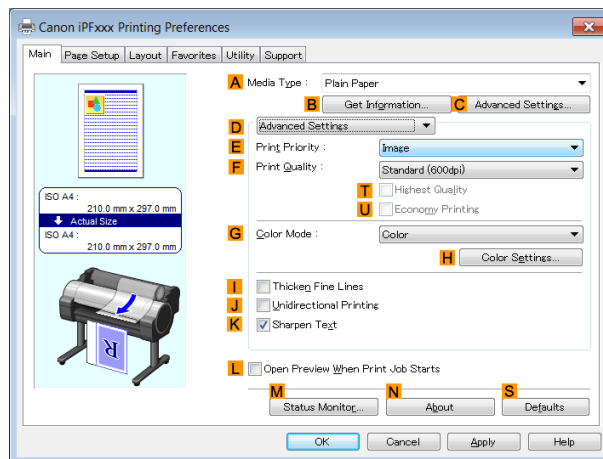 Canon iPFxxx Printing Preferences
Main Page Setup Layout Favorites Utility Support
A Media Type : Plain Paper
B Get Information... C Advanced Settings...
D Advanced Settings
E Print Priority : Image
F Print Quality : Standard (600dpi)
T Highest Quality
U Economy Printing
ISO A4 :
210.0 mm x 297.0 mm
Actual Size
ISO A4 :
210.0 mm x 297.0 mm
G Color Mode : Color
H Color Settings...
I Thicken Fine Lines
J Unidirectional Printing
K Sharpen Text
R
L Open Preview When Print Job Starts
M N S
Status Monitor... About Defaults
OK Cancel Apply Help